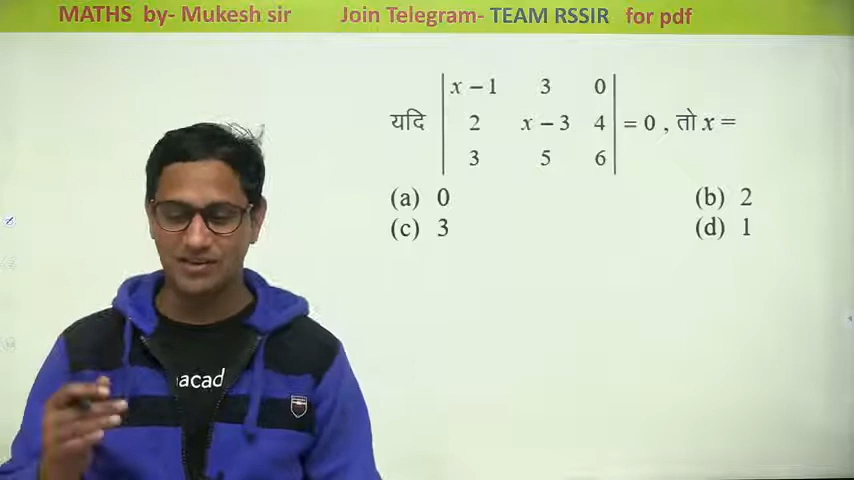 MATHS by- Mukesh sir Join Telegram- TEAM RSSIR for pdf
यदि | x – 1 3 0 |
| 2 x – 3 4 | = 0 , तो x =
| 3 5 6 |
(a) 0 (b) 2
(c) 3 (d) 1
acad